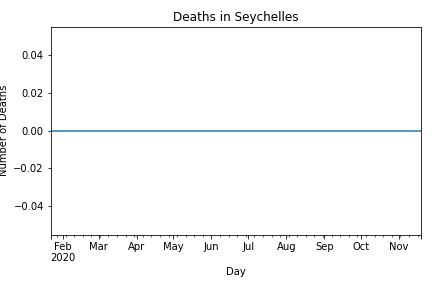 Deaths in Seychelles
0.04
0.02
0.00
−0.02
−0.04
Number of Deaths
Feb Mar Apr May Jun Jul Aug Sep Oct Nov
2020
Day